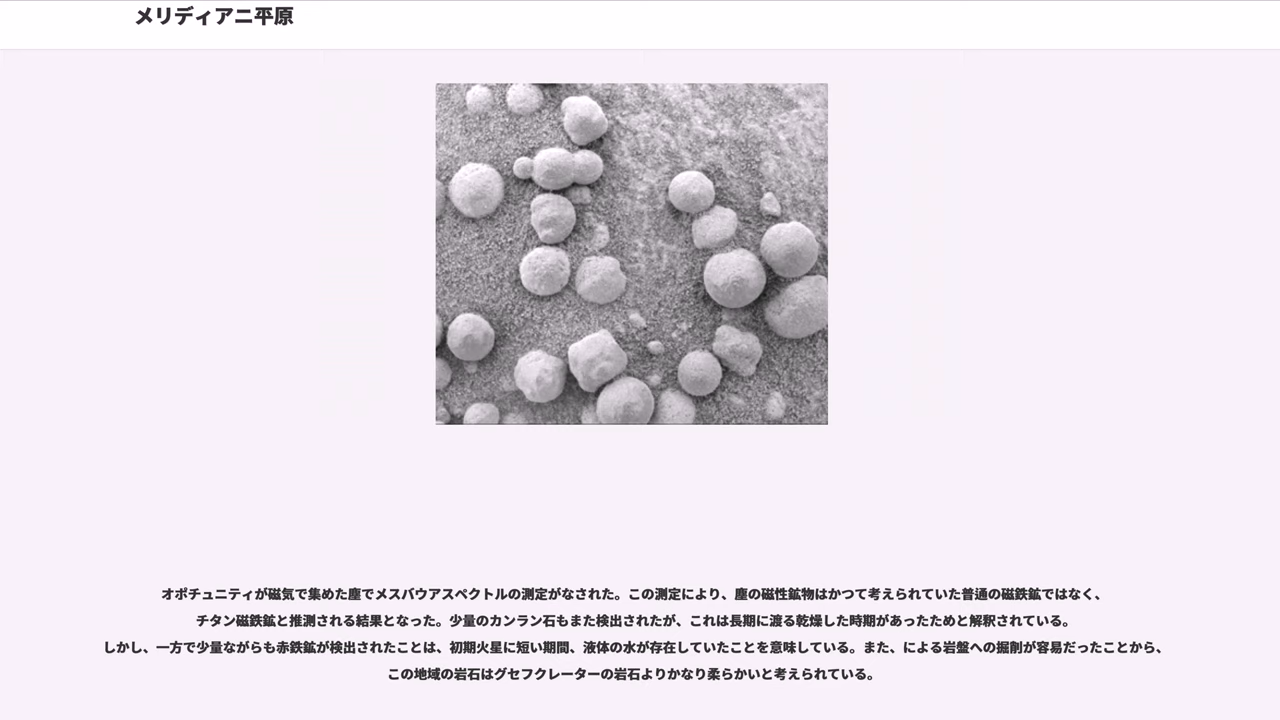 メリディアニ平原
オポチュニティが磁気で集めた塵でメスバウアスペクトルの測定がなされた。この測定により、塵の磁性鉱物はかつて考えられていた普通の磁鉄鉱ではなく、
チタン磁鉄鉱と推測される結果となった。少量のカンラン石もまた検出されたが、これは長期に渡る乾燥した時期があったためと解釈されている。
しかし、一方で少量ながらも赤鉄鉱が検出されたことは、初期火星に短い期間、液体の水が存在していたことを意味している。また、による岩盤への掘削が容易だったことから、
この地域の岩石はグセフクレーターの岩石よりかなり柔らかいと考えられている。